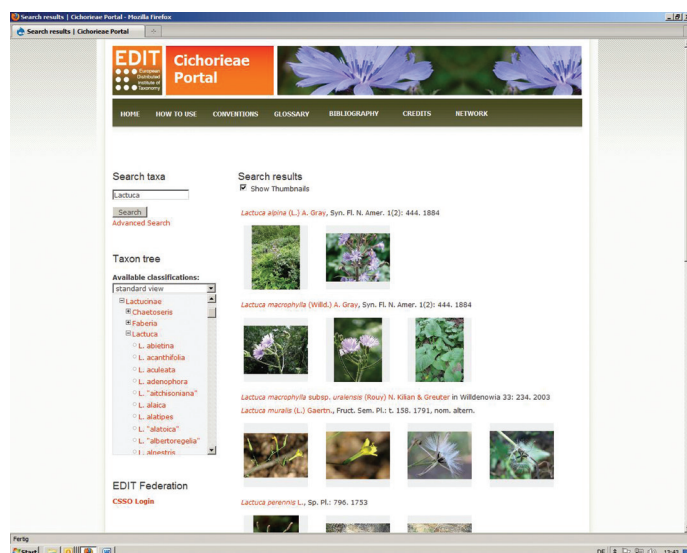 Search results | Cichorieae Portal - Mozilla Firefox
Search results | Cichorieae Portal
EDIT
European
Distributed
Institute of
Taxonomy
Cichorieae
Portal
HOME HOW TO USE CONVENTIONS GLOSSARY BIBLIOGRAPHY CREDITS NETWORK
Search taxa
Lactuca
Search
Advanced Search
Taxon tree
Available classifications:
standard view
Lactucinae
Chaetoseris
Faberia
Lactuca
L. abietina
L. acanthifolia
L. aculeata
L. adenophora
L. "aitchisoniana"
L. alaica
L. alatipes
L. "alatoica"
L. "albertoregelia"
L. alpestris
EDIT Federation
CSSO Login
Search results
Show Thumbnails
Lactuca alpina (L.) A. Gray, Syn. Fl. N. Amer. 1(2): 444. 1884
Lactuca macrophylla (Willd.) A. Gray, Syn. Fl. N. Amer. 1(2): 444. 1884
Lactuca macrophylla subsp. uralensis (Rouy) N. Kilian & Greuter in Willdenowia 33: 234. 2003
Lactuca muralis (L.) Gaertn., Fruct. Sem. Pl.: t. 158. 1791, nom. altern.
Lactuca perennis L., Sp. Pl.: 796. 1753
Fertig
Start
DE
13:43